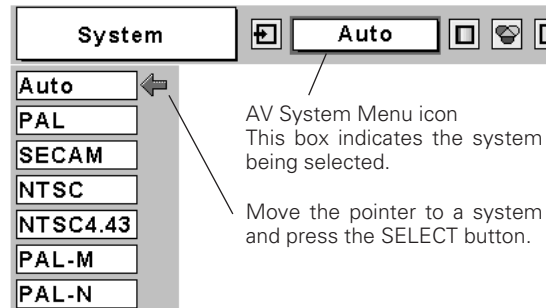 System
Auto
Auto
PAL
SECAM
NTSC
NTSC4.43
PAL-M
PAL-N
AV System Menu icon
This box indicates the system
being selected.
Move the pointer to a system
and press the SELECT button.